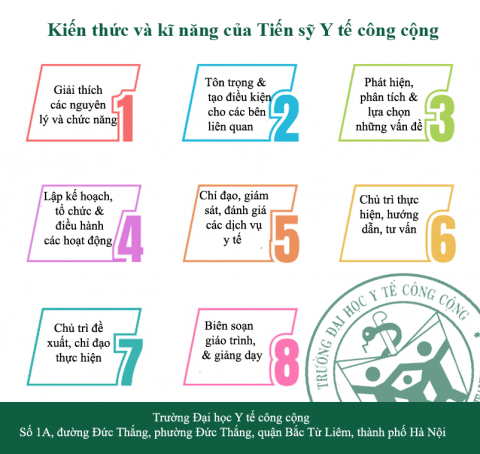 Kiến thức và kĩ năng của Tiến sỹ Y tế công cộng
Giải thích
các nguyên
lý và chức năng
1
Tôn trọng &
tạo điều kiện
cho các bên
liên quan
2
Phát hiện,
phân tích &
lựa chọn
những vấn đề
3
Lập kế hoạch,
tổ chức &
điều hành
các hoạt động
4
Chỉ đạo, giám
sát, đánh giá
các dịch vụ
y tế
5
Chủ trì thực
hiện, hướng
dẫn, tư vấn
6
Chủ trì đề
xuất, chỉ đạo
thực hiện
7
Biên soạn
giáo trình,
& giảng dạy
8
TRƯỜNG ĐẠI HỌC Y TẾ CÔNG CỘNG
Trường Đại học Y tế công cộng
Số 1A, đường Đức Thắng, phường Đức Thắng, quận Bắc Từ Liêm, thành phố Hà Nội